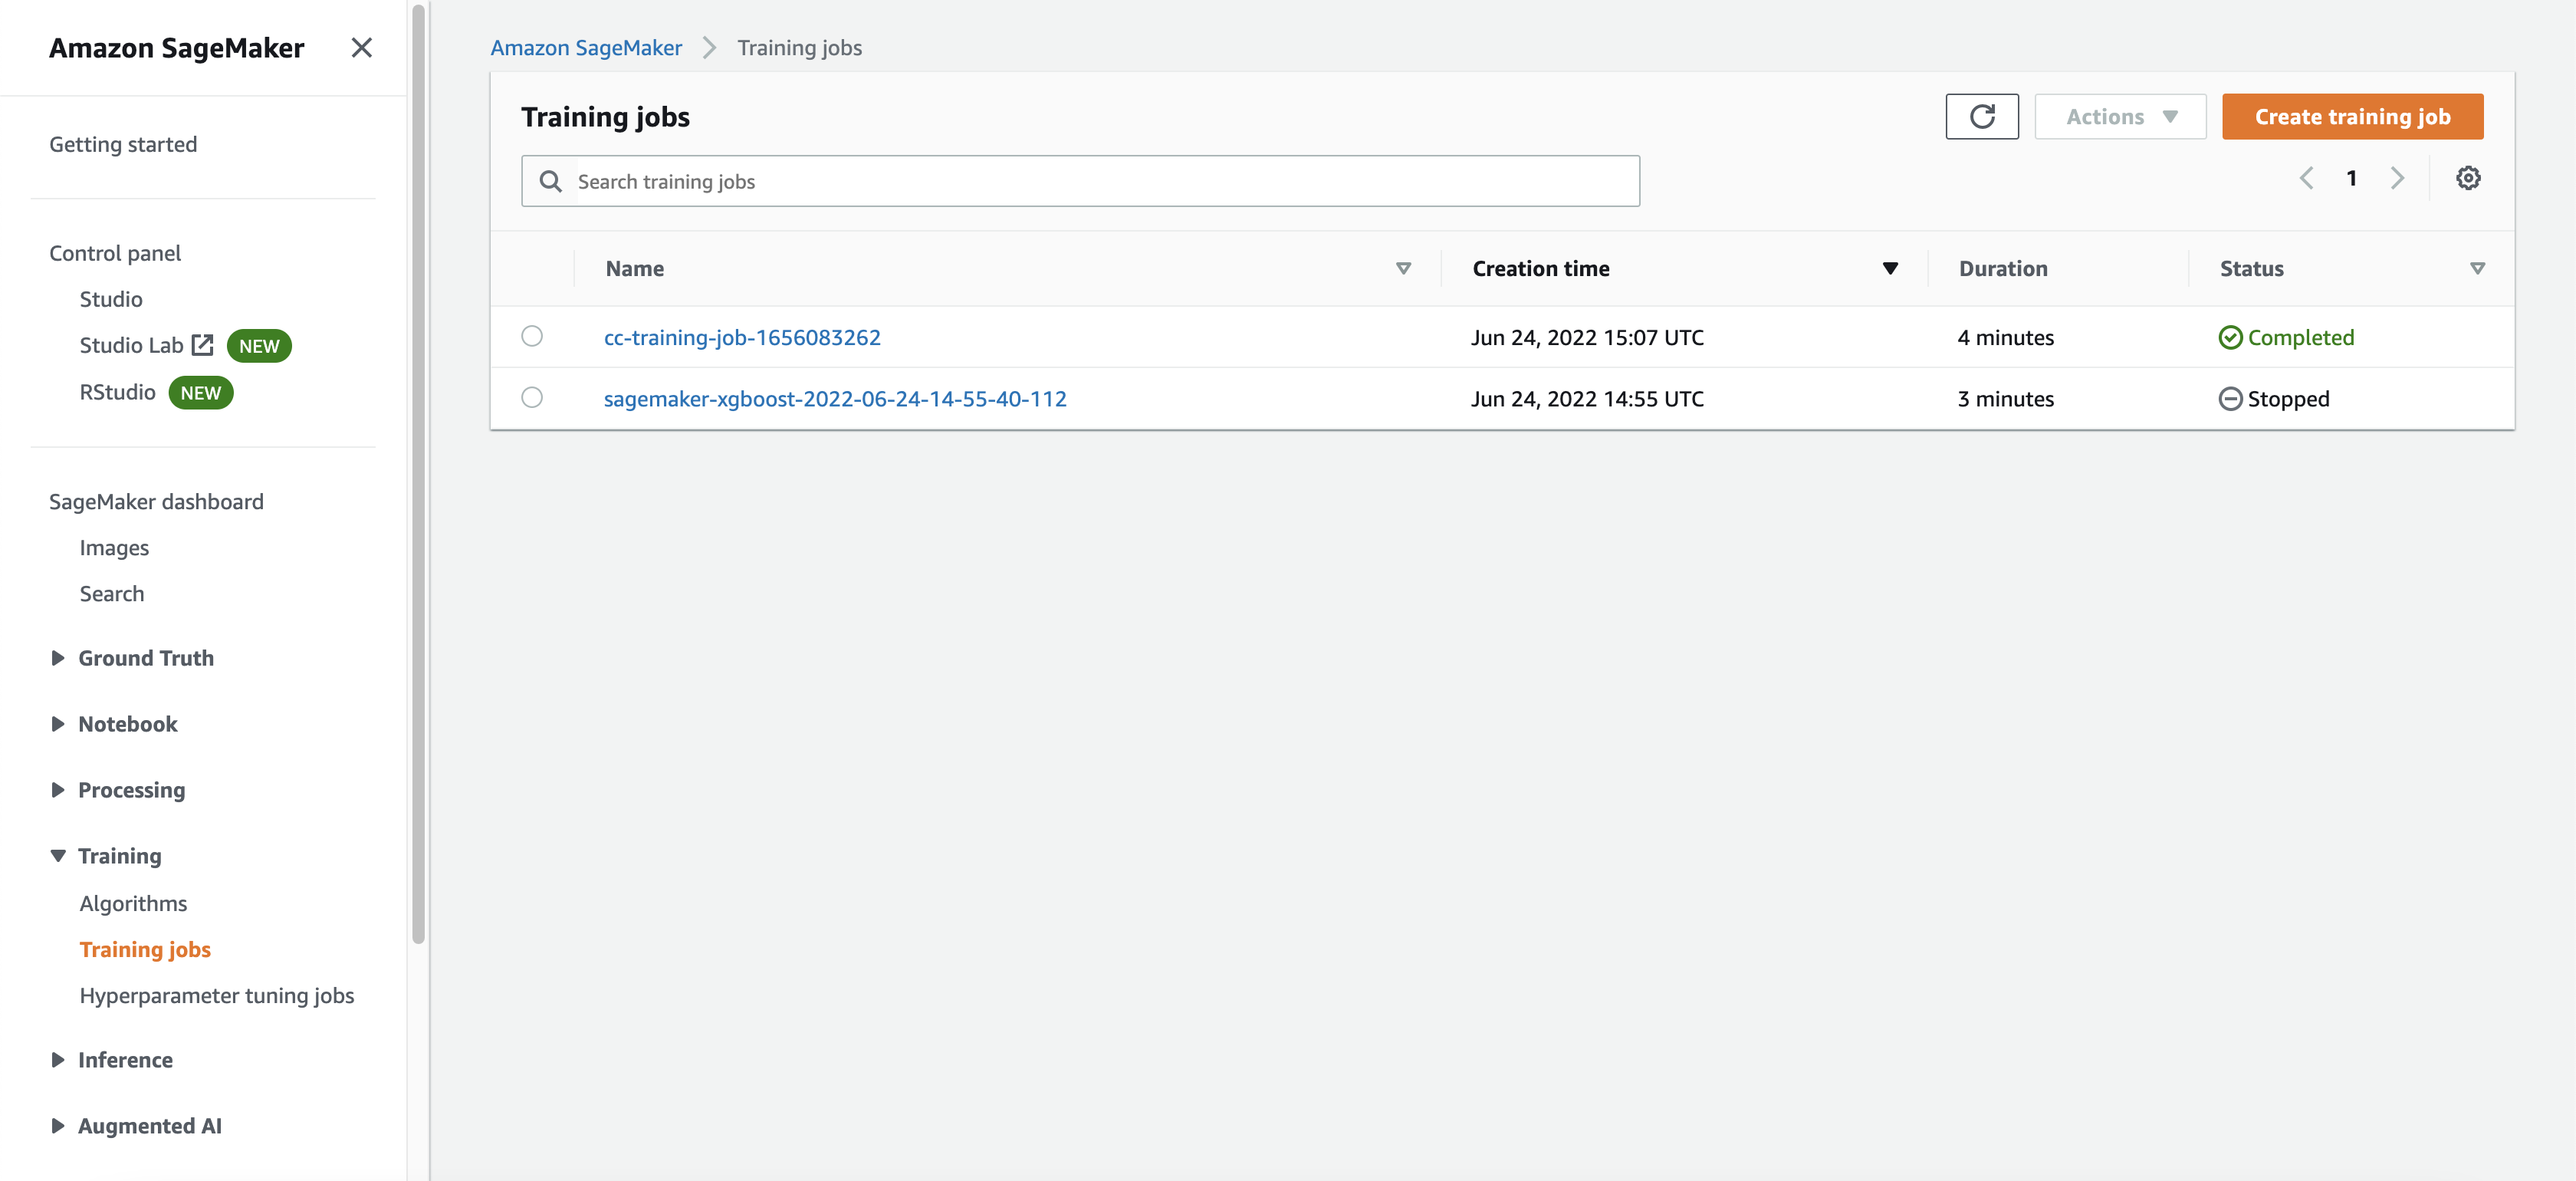 Amazon SageMaker
Getting started
Control panel
Studio
Studio Lab NEW
RStudio NEW
SageMaker dashboard
Images
Search
Ground Truth
Notebook
Processing
Training
Algorithms
Training jobs
Hyperparameter tuning jobs
Inference
Augmented AI
Amazon SageMaker Training jobs
Training jobs Actions Create training job
Search training jobs 1
Name Creation time Duration Status
cc-training-job-1656083262 Jun 24, 2022 15:07 UTC 4 minutes Completed
sagemaker-xgboost-2022-06-24-14-55-40-112 Jun 24, 2022 14:55 UTC 3 minutes Stopped